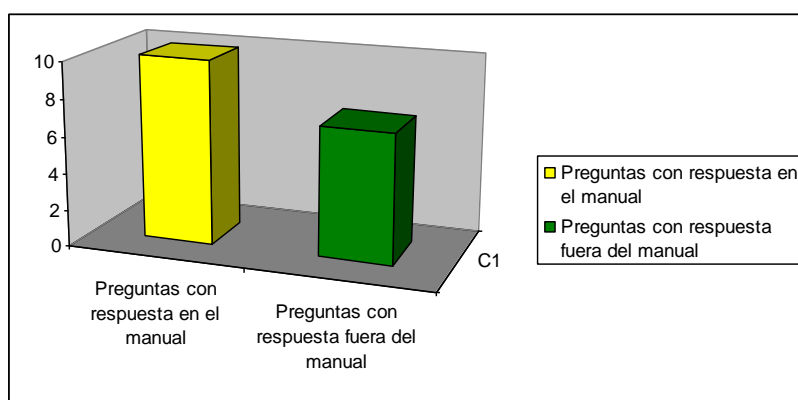 10
8
6
4
2
0
Preguntas con
respuesta en el
manual
Preguntas con
respuesta fuera del
manual
C1
Preguntas con respuesta en
el manual
Preguntas con respuesta
fuera del manual